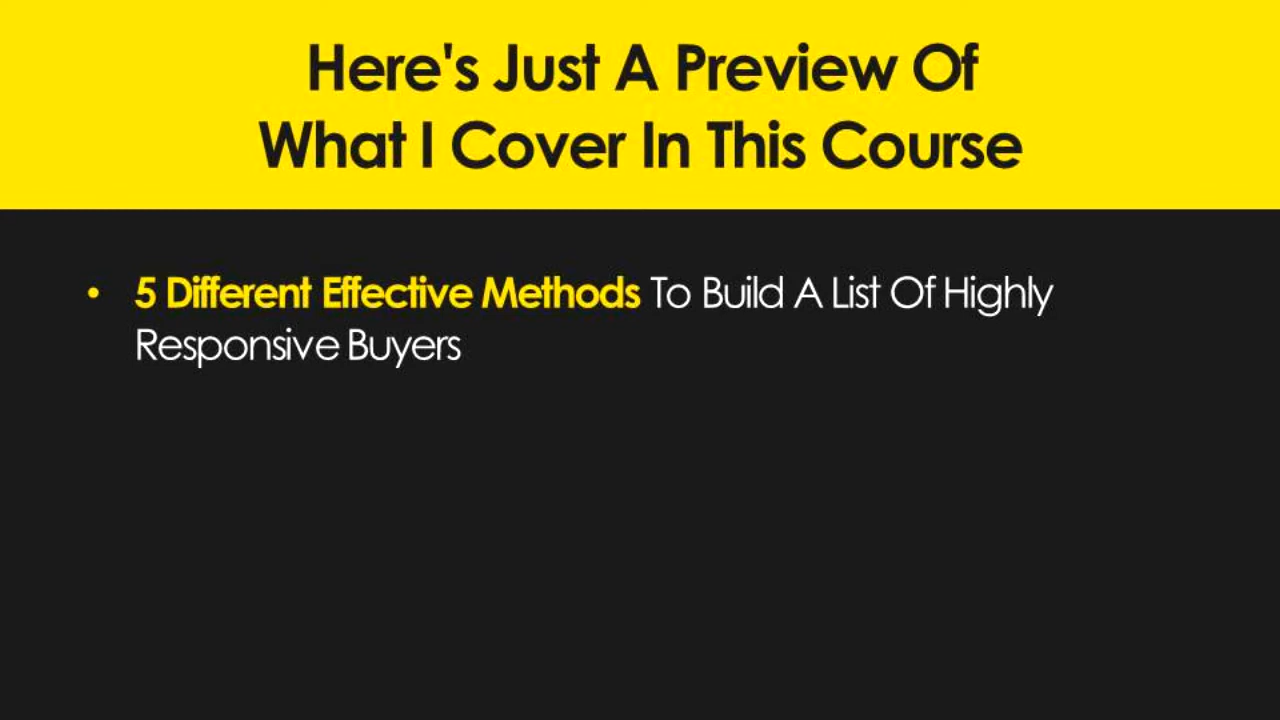 Here's Just A Preview Of
What I Cover In This Course
• 5 Different Effective Methods To Build A List Of Highly
Responsive Buyers